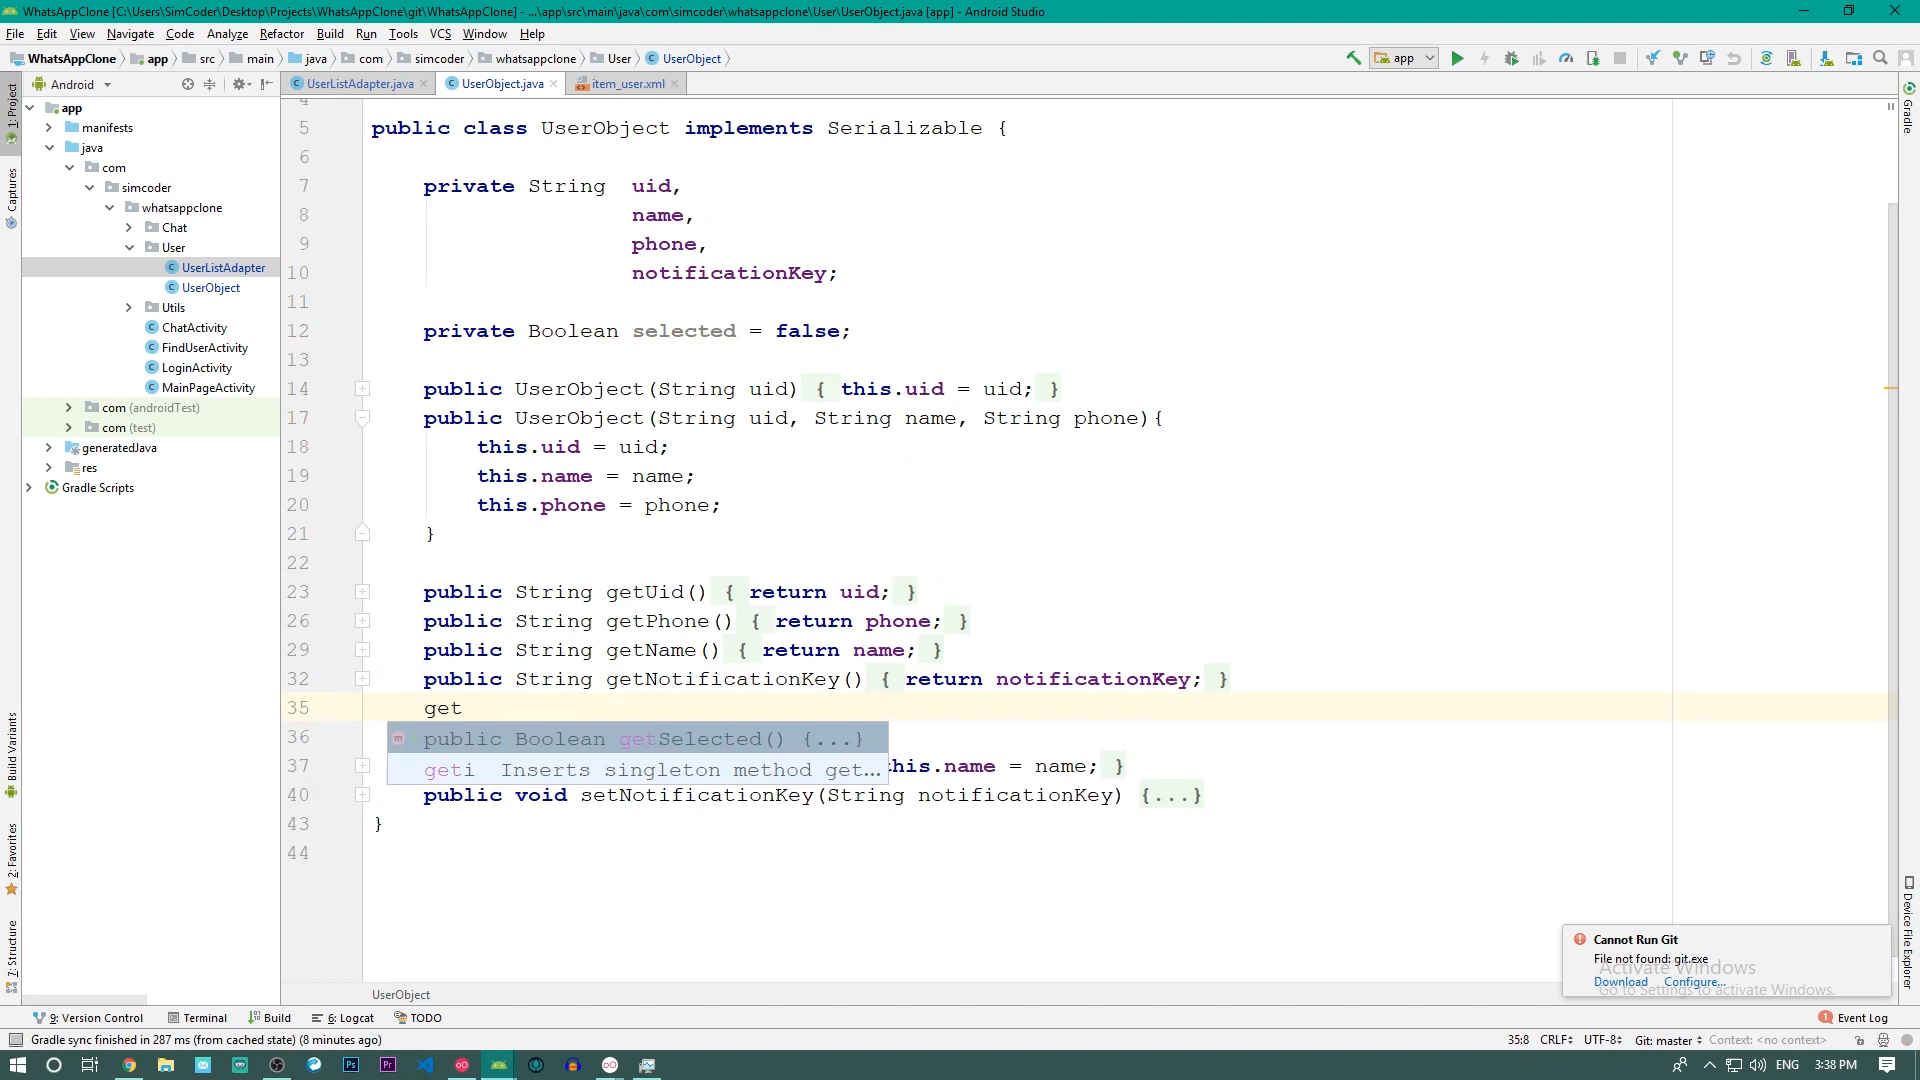 WhatsAppClone [C:\Users\SimCoder\Desktop\Projects\WhatsAppClone\git\WhatsAppClone] - ...\app\src\main\java\com\simcoder\whatsappclone\User\UserObject.java [app] - Android Studio
File Edit View Navigate Code Analyze Refactor Build Run Tools VCS Window Help
WhatsAppClone app src main java com simcoder whatsappclone User UserObject app
Android UserListAdapter.java UserObject.java item_user.xml
1: Project
Captures
Build Variants
2: Favorites
7: Structure
app
manifests
java
com
simcoder
whatsappclone
Chat
User
UserListAdapter
UserObject
Utils
ChatActivity
FindUserActivity
LoginActivity
MainPageActivity
com (androidTest)
com (test)
generatedJava
res
Gradle Scripts
4
5 public class UserObject implements Serializable {
6
7 private String uid,
8 name,
9 phone,
10 notificationKey;
11
12 private Boolean selected = false;
13
14 public UserObject(String uid) { this.uid = uid; }
17 public UserObject(String uid, String name, String phone){
18 this.uid = uid;
19 this.name = name;
20 this.phone = phone;
21 }
22
23 public String getUid() { return uid; }
26 public String getPhone() { return phone; }
29 public String getName() { return name; }
32 public String getNotificationKey() { return notificationKey; }
35 get
36 public Boolean getSelected() {...}
37 this.name = name; }
geti Inserts singleton method get...
40 public void setNotificationKey(String notificationKey) {...}
43 }
44
UserObject
Gradle
Device File Explorer
Cannot Run Git
File not found: git.exe
Download Configure...
Activate Windows
Go to Settings to activate Windows.
9: Version Control Terminal Build 6: Logcat TODO 1 Event Log
Gradle sync finished in 287 ms (from cached state) (8 minutes ago) 35:8 CRLF UTF-8 Git: master Context: <no context>
Ps Pr ENG 3:38 PM